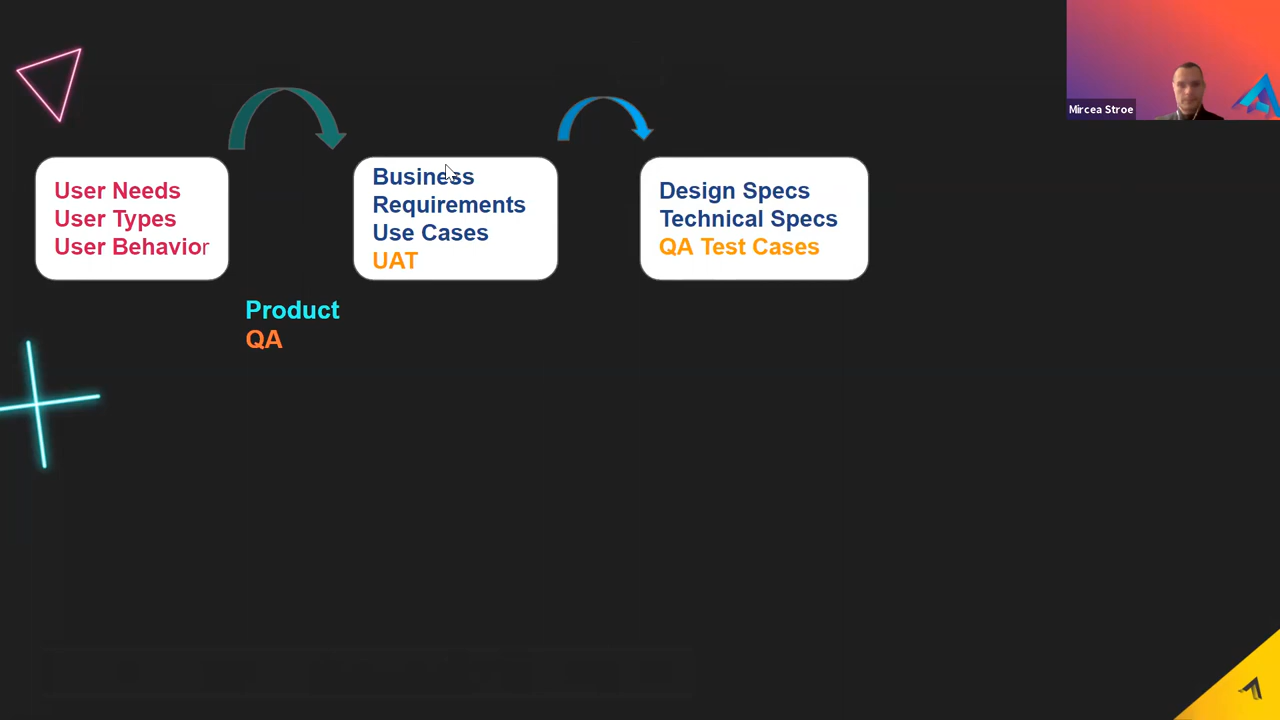 Mircea Stroe
User Needs
User Types
User Behavior
Business
Requirements
Use Cases
UAT
Design Specs
Technical Specs
QA Test Cases
Product
QA